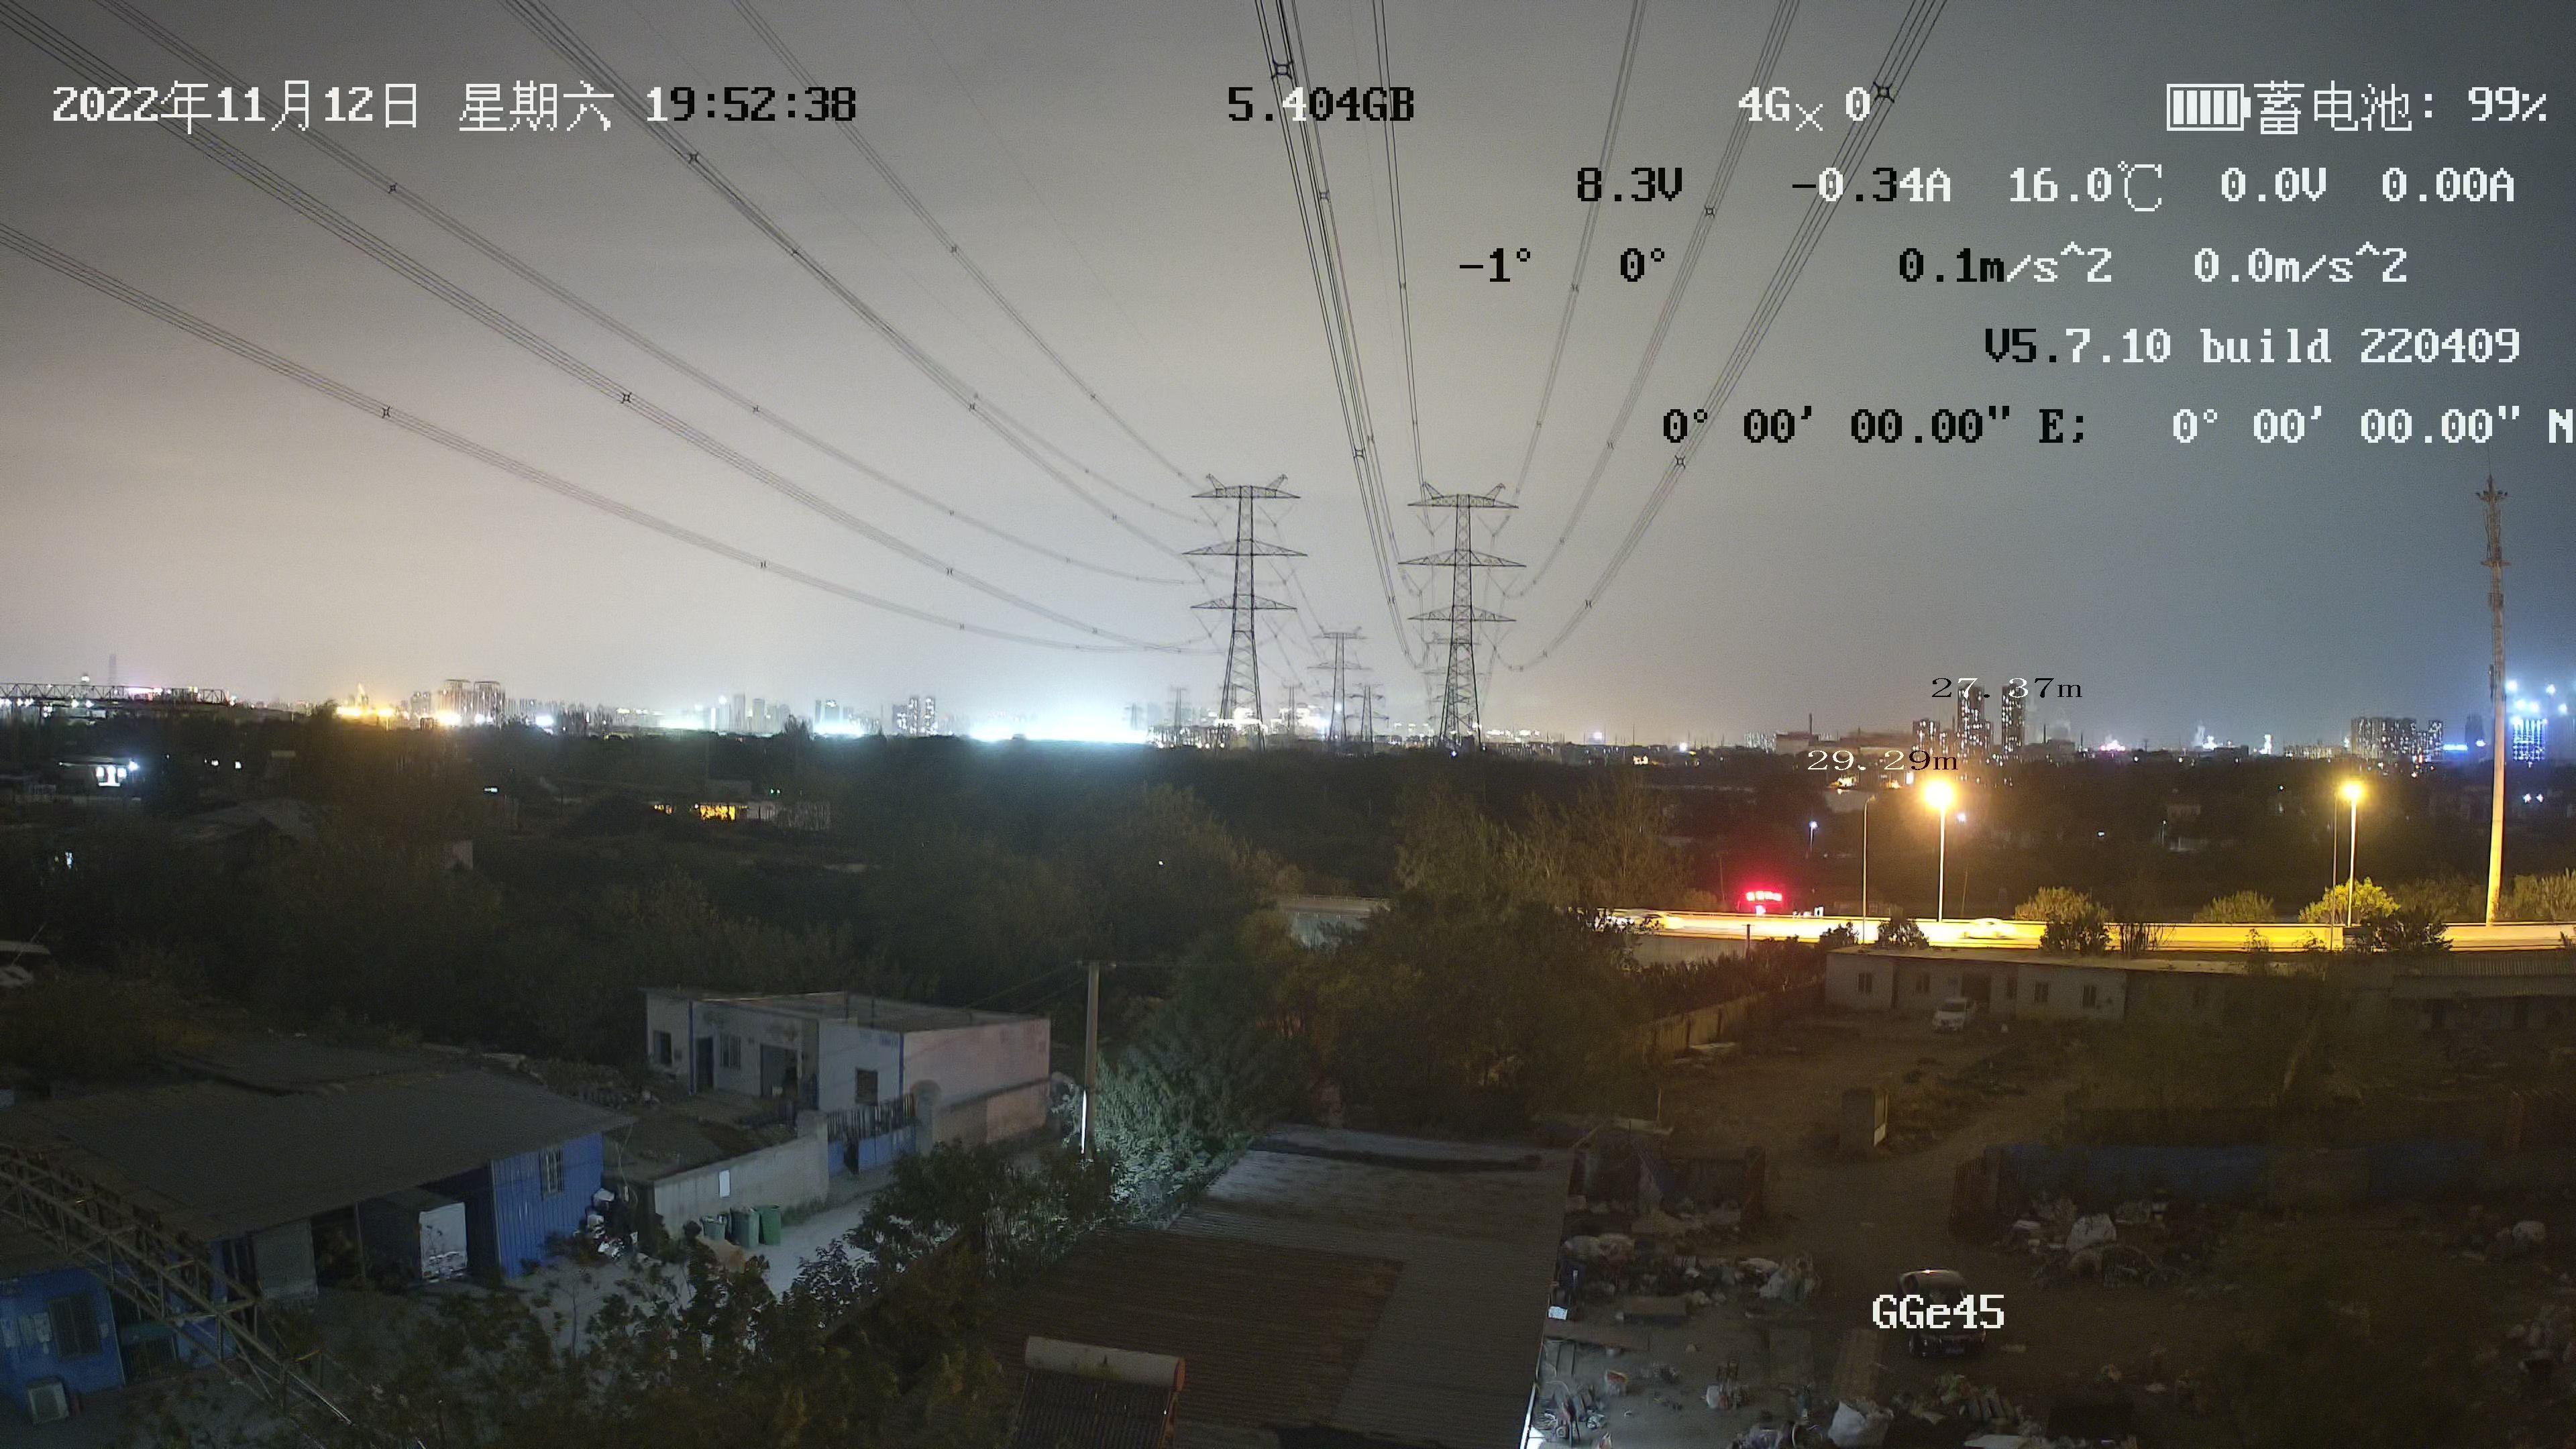 2022年11月12日 星期六 19:52:38 5.404GB 4G× 0 蓄电池: 99%
8.3V -0.34A 16.0℃ 0.0V 0.00A
-1° 0° 0.1m/s^2 0.0m/s^2
V5.7.10 build 220409
0° 00' 00.00" E; 0° 00' 00.00" N
27.37m
29.29m
GGe45